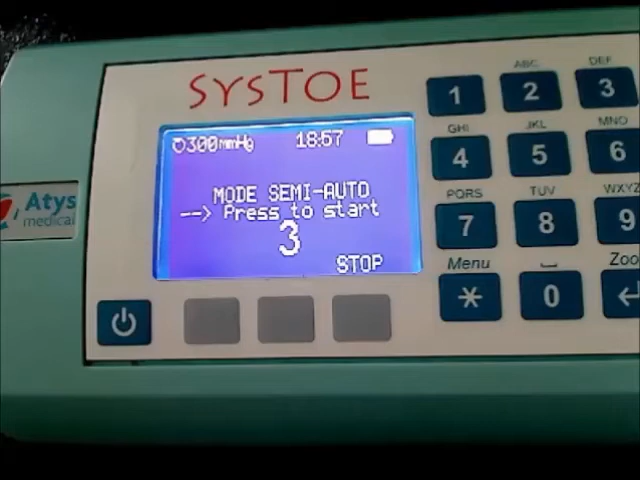 SYSTOE
300mmHg 18:57
MODE SEMI-AUTO
--> Press to start
3
STOP
Atys
medical
ABC DEF
1 2 3
GHI JKL MNO
4 5 6
PQRS TUV WXYZ
7 8 9
Menu Zoo
* 0